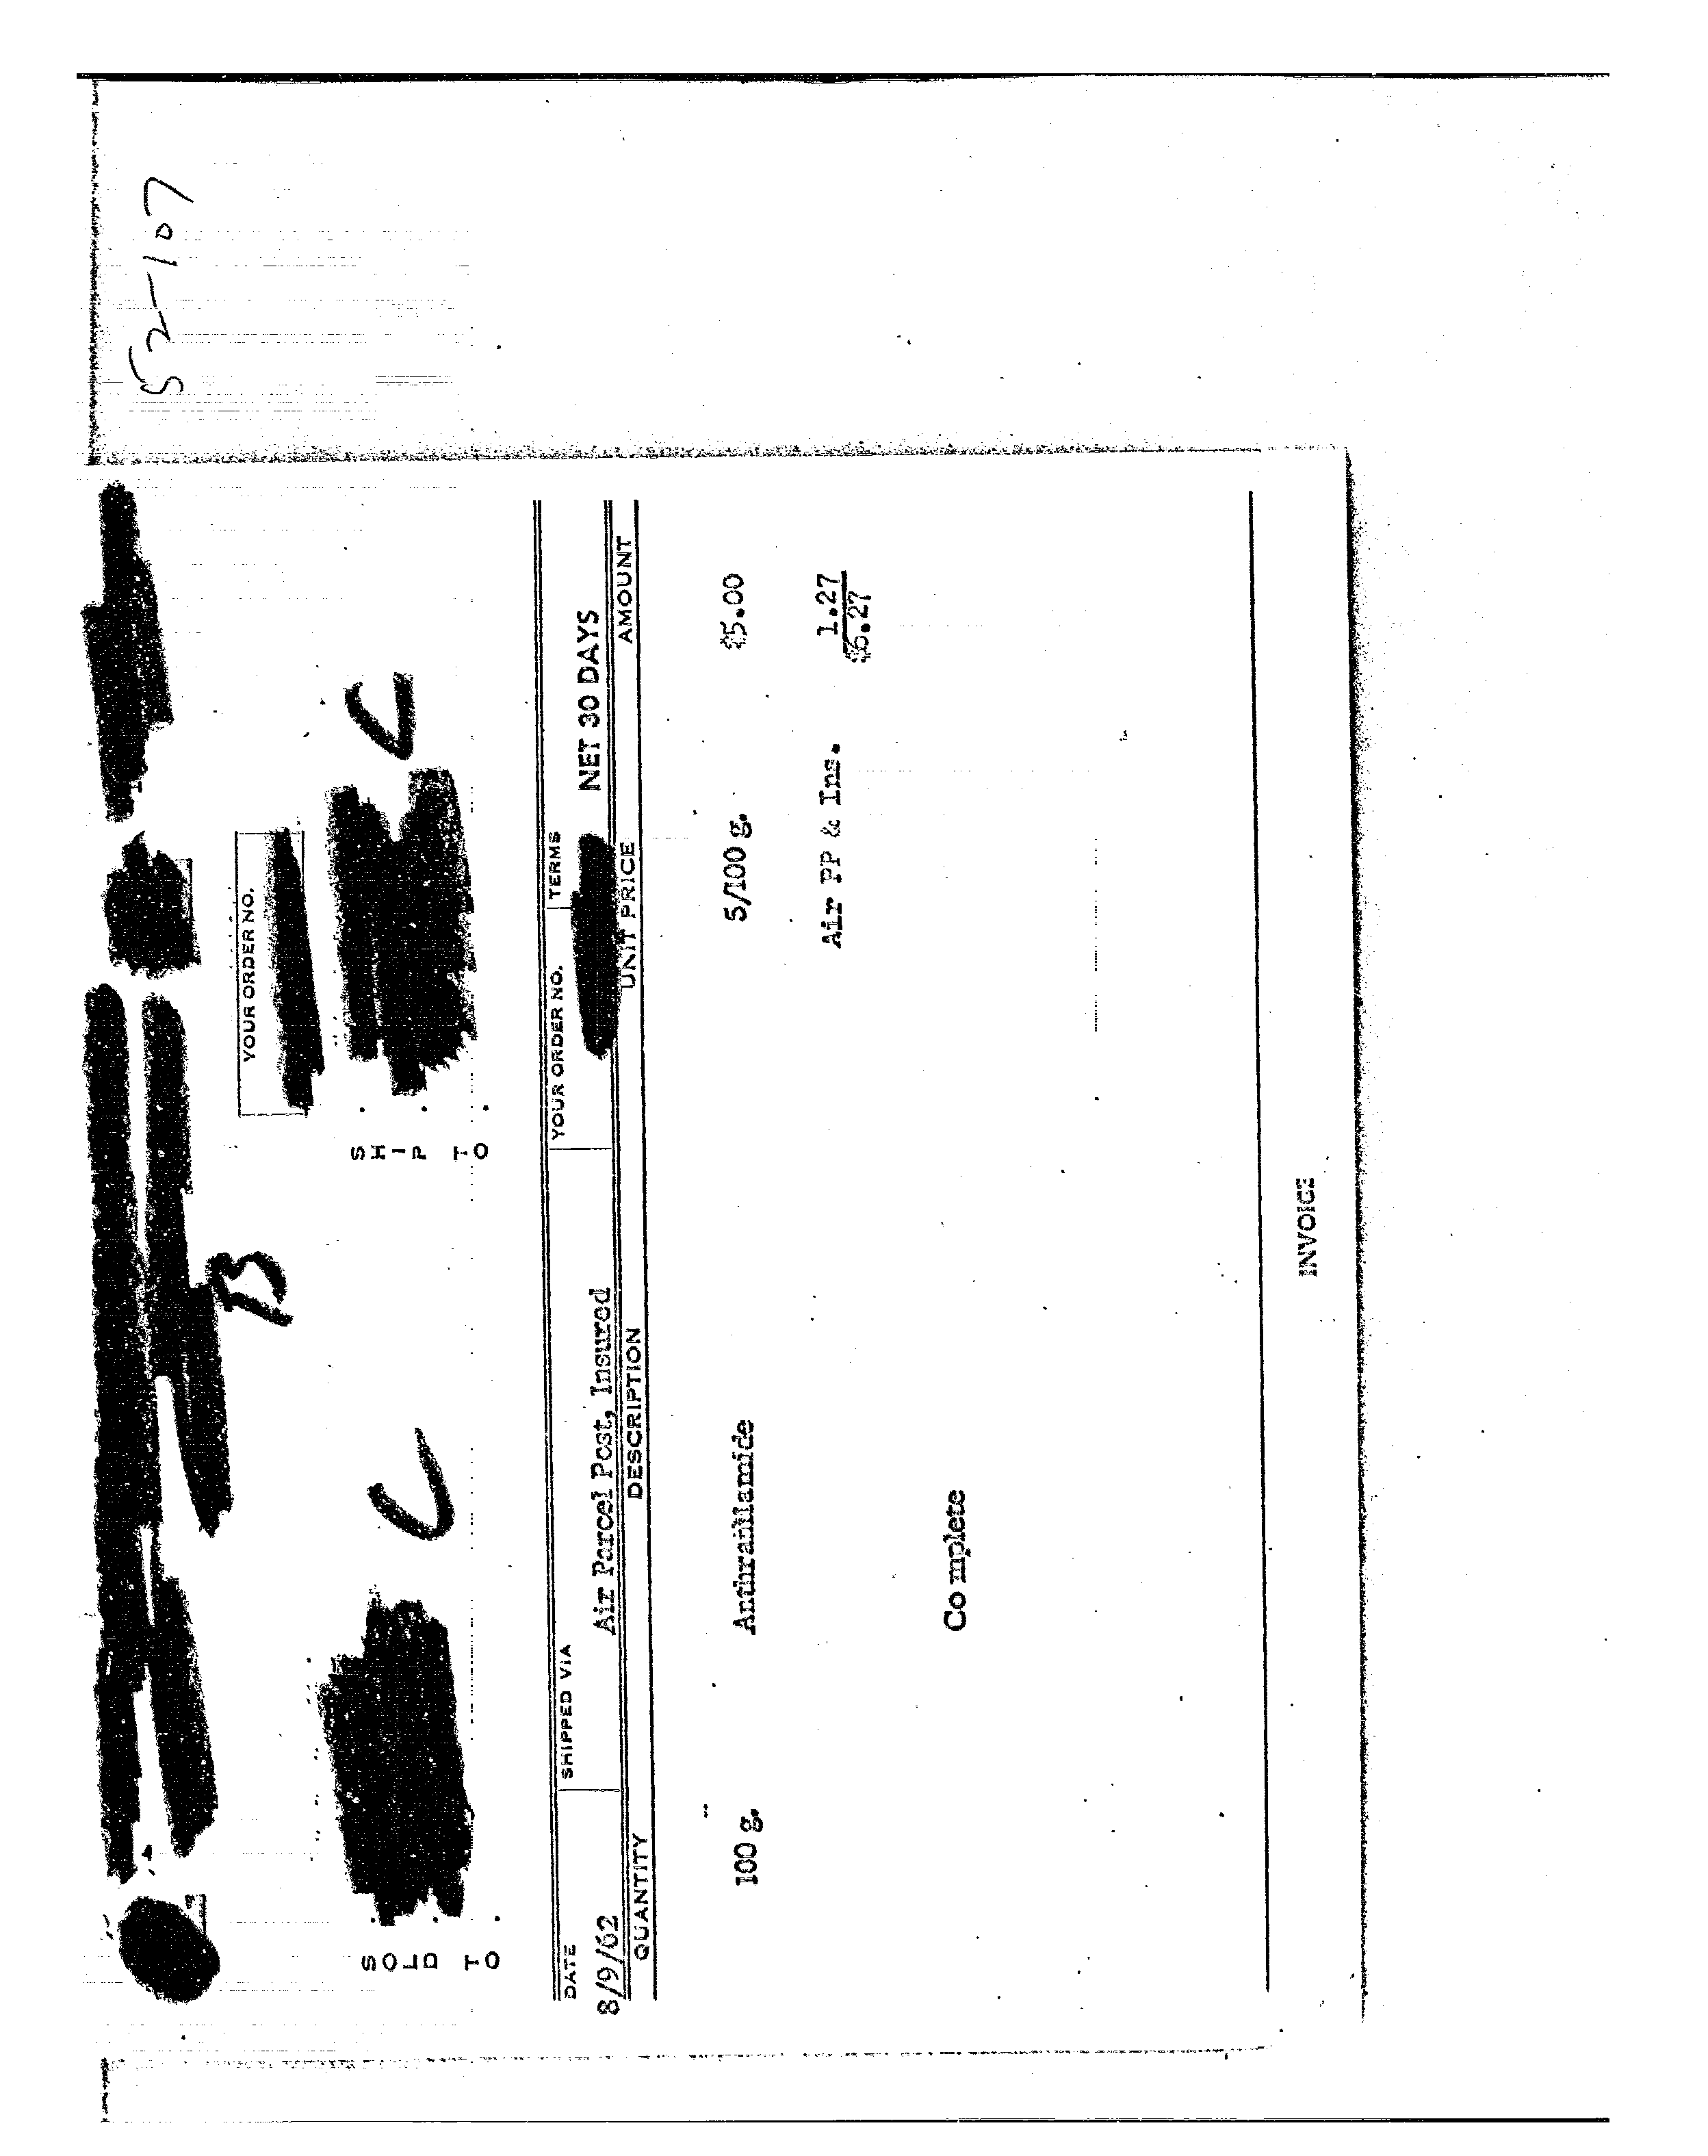 52-107
B
YOUR ORDER NO.
SOLD TO
C
SHIP TO
C
DATE SHIPPED VIA YOUR ORDER NO. TERMS
8/9/62 Air Parcel Post, Insured NET 30 DAYS
QUANTITY DESCRIPTION UNIT PRICE AMOUNT
100 g. Anthranilamide 5/100 g. $5.00
Air PP & Ins. 1.27
$6.27
Co mplete
INVOICE